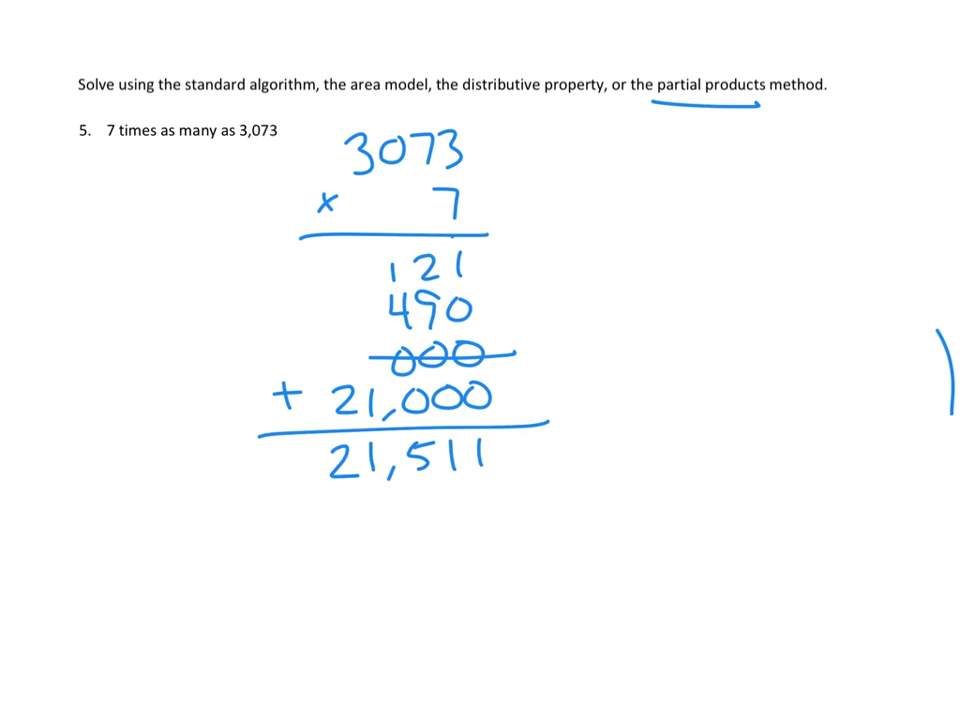 Solve using the standard algorithm, the area model, the distributive property, or the partial products method.
5. 7 times as many as 3,073
3073
x 7
121
490
000
+ 21,000
21,511